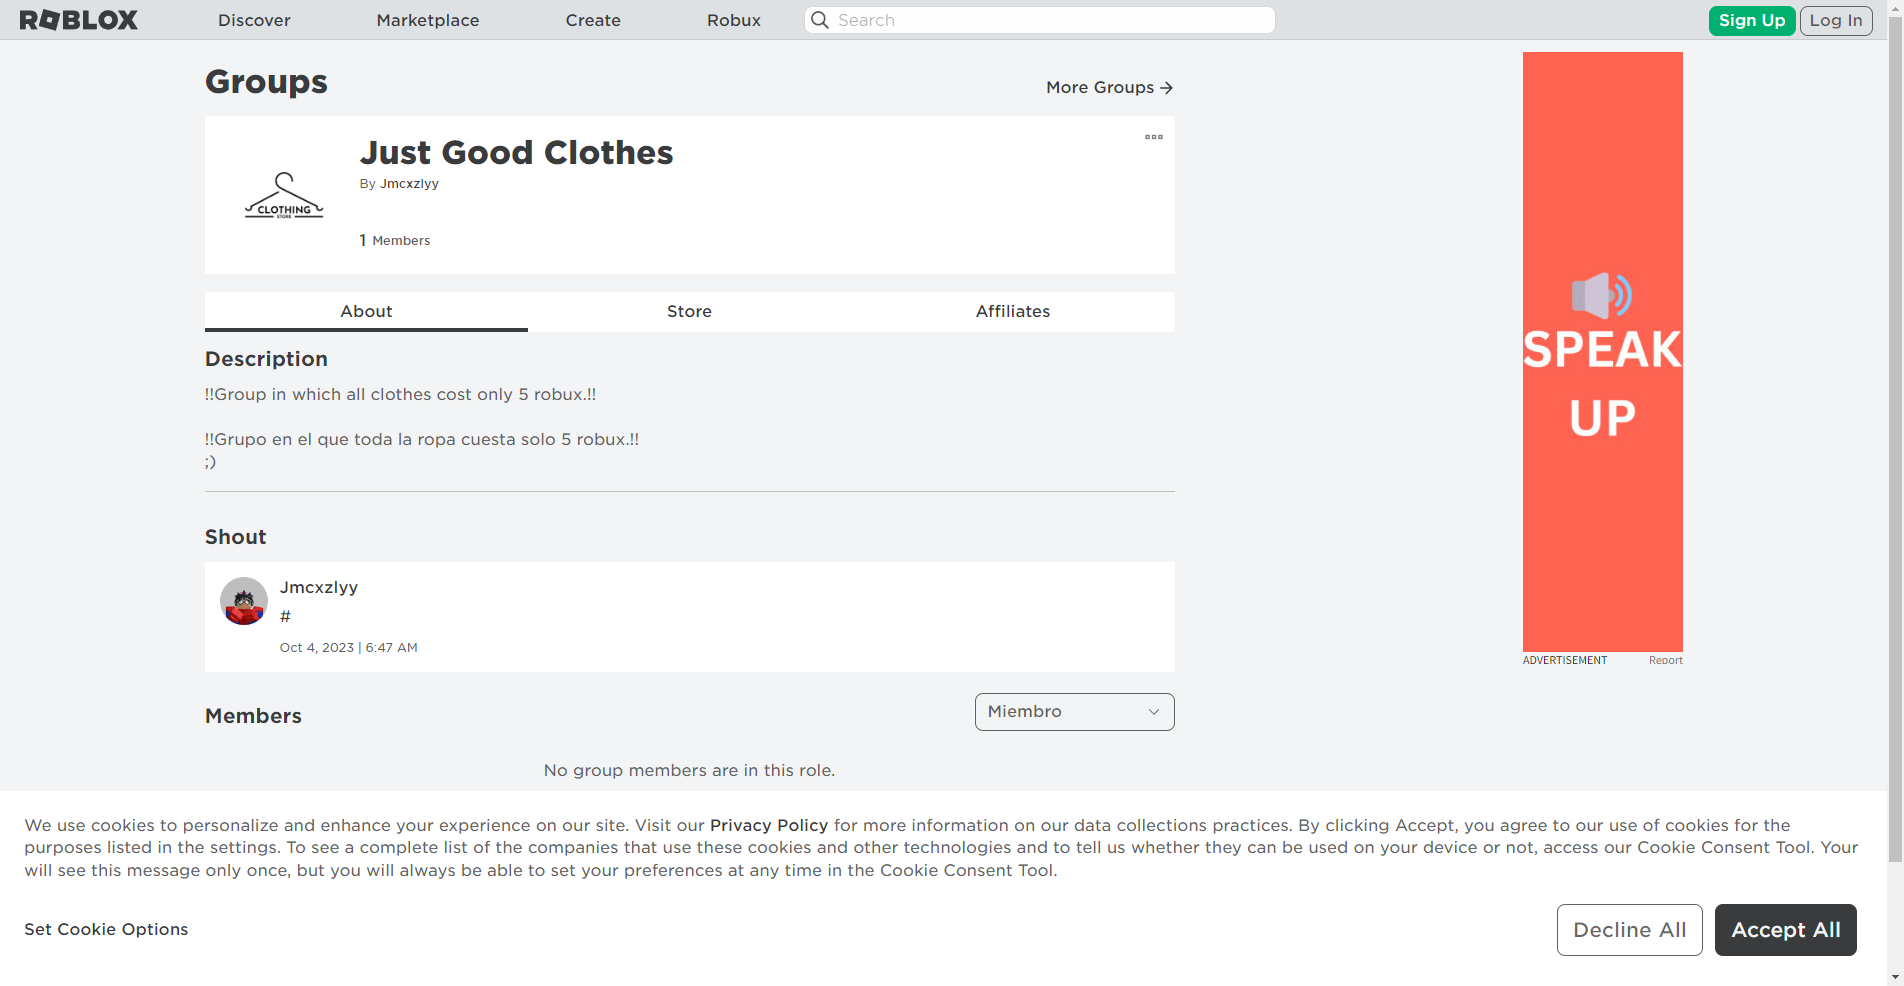 ROBLOX
Discover
Marketplace
Create
Robux
Search
Sign Up
Log In
Groups
More Groups
Just Good Clothes
By Jmcxzlyy
CLOTHING
STORE
1 Members
About
Store
Affiliates
Description
!!Group in which all clothes cost only 5 robux.!!
!!Grupo en el que toda la ropa cuesta solo 5 robux.!!
;)
Shout
Jmcxzlyy
#
Oct 4, 2023 | 6:47 AM
Members
Miembro
No group members are in this role.
SPEAK
UP
ADVERTISEMENT
Report
We use cookies to personalize and enhance your experience on our site. Visit our Privacy Policy for more information on our data collections practices. By clicking Accept, you agree to our use of cookies for the
purposes listed in the settings. To see a complete list of the companies that use these cookies and other technologies and to tell us whether they can be used on your device or not, access our Cookie Consent Tool. Your
will see this message only once, but you will always be able to set your preferences at any time in the Cookie Consent Tool.
Set Cookie Options
Decline All
Accept All